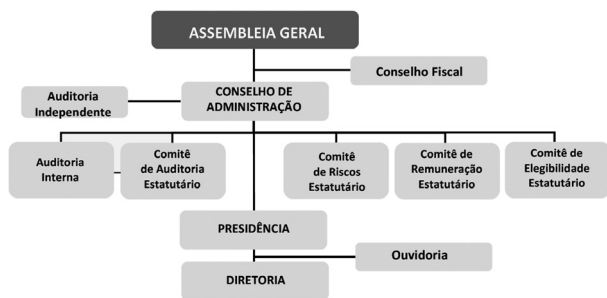 ASSEMBLEIA GERAL
Conselho Fiscal
Auditoria
Independente
CONSELHO DE
ADMINISTRAÇÃO
Auditoria
Interna
Comitê
de Auditoria
Estatutário
Comitê
de Riscos
Estatutário
Comitê de
Remuneração
Estatutário
Comitê de
Elegibilidade
Estatutário
PRESIDÊNCIA
Ouvidoria
DIRETORIA